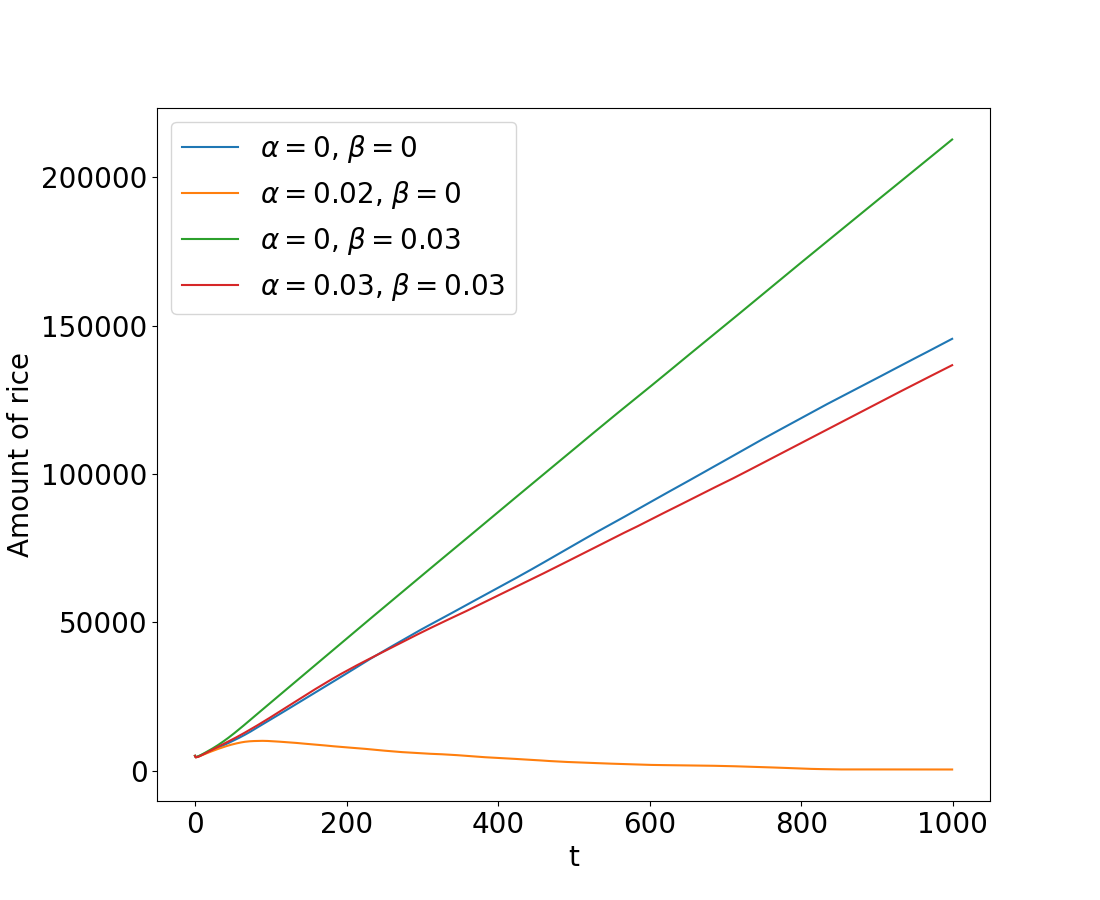 α = 0, β = 0
α = 0.02, β = 0
α = 0, β = 0.03
α = 0.03, β = 0.03
200000
150000
100000
50000
0
Amount of rice
0 200 400 600 800 1000
t